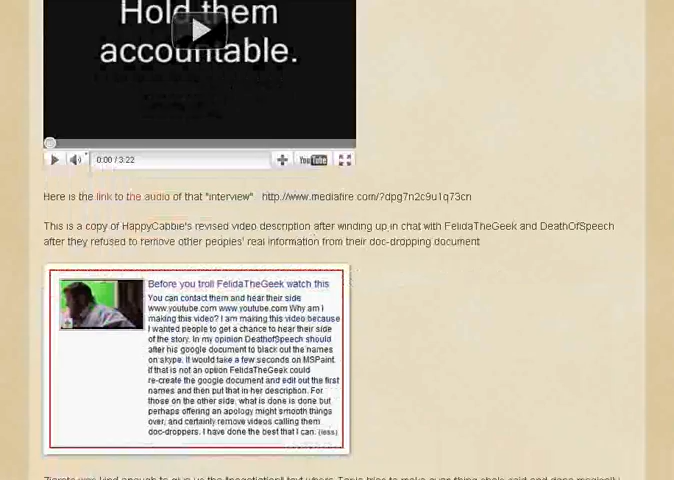 Hold them
accountable.
0:00 / 3:22
YouTube
Here is the link to the audio of that "interview" http://www.mediafire.com/?dpg7n2c9u1q73cn
This is a copy of HappyCabbie's revised video description after winding up in chat with FelidaTheGeek and DeathOfSpeech
after they refused to remove other peoples' real information from their doc-dropping document
Before you troll FelidaTheGeek watch this
You can contact them and hear their side
www.youtube.com www.youtube.com Why am I
making this video? I am making this video because
I wanted people to get a chance to hear their side
of the story. In my opinion DeathofSpeech should
alter his google document to black out the names
on skype. It would take a few seconds on MSPaint.
if that is not an option FelidaTheGeek could
re-create the google document and edit out the first
names and then put that in her description. For
those on the other side, what is done is done but
perhaps offering an apology might smooth things
over, and certainly remove videos calling them
doc-droppers. I have done the best that I can. (less)